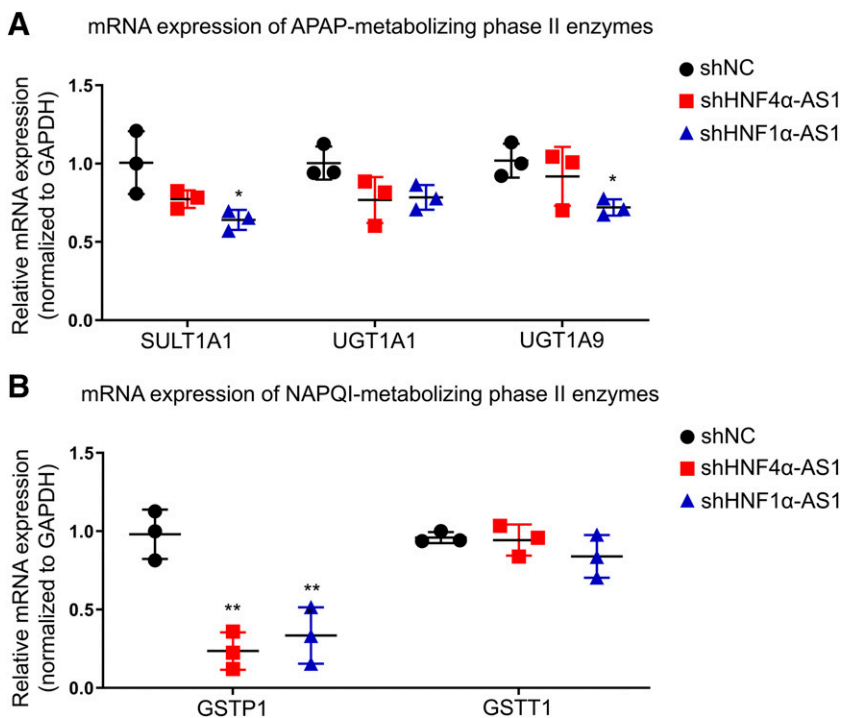 A
mRNA expression of APAP-metabolizing phase II enzymes
Relative mRNA expression
(normalized to GAPDH)
1.5
1.0
0.5
0.0
*
*
SULT1A1
UGT1A1
UGT1A9
shNC
shHNF4α-AS1
shHNF1α-AS1
B
mRNA expression of NAPQI-metabolizing phase II enzymes
Relative mRNA expression
(normalized to GAPDH)
1.5
1.0
0.5
0.0
**
**
GSTP1
GSTT1
shNC
shHNF4α-AS1
shHNF1α-AS1